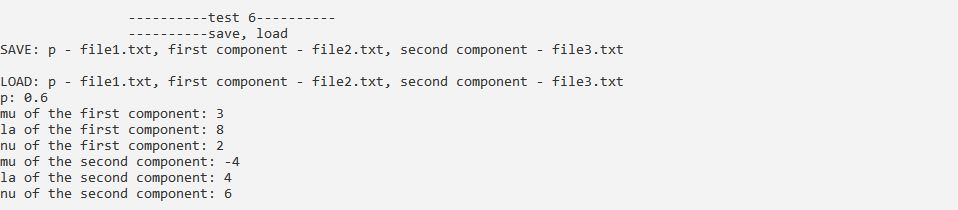 ----------test 6----------
----------save, load
SAVE: p - file1.txt, first component - file2.txt, second component - file3.txt
LOAD: p - file1.txt, first component - file2.txt, second component - file3.txt
p: 0.6
mu of the first component: 3
la of the first component: 8
nu of the first component: 2
mu of the second component: -4
la of the second component: 4
nu of the second component: 6